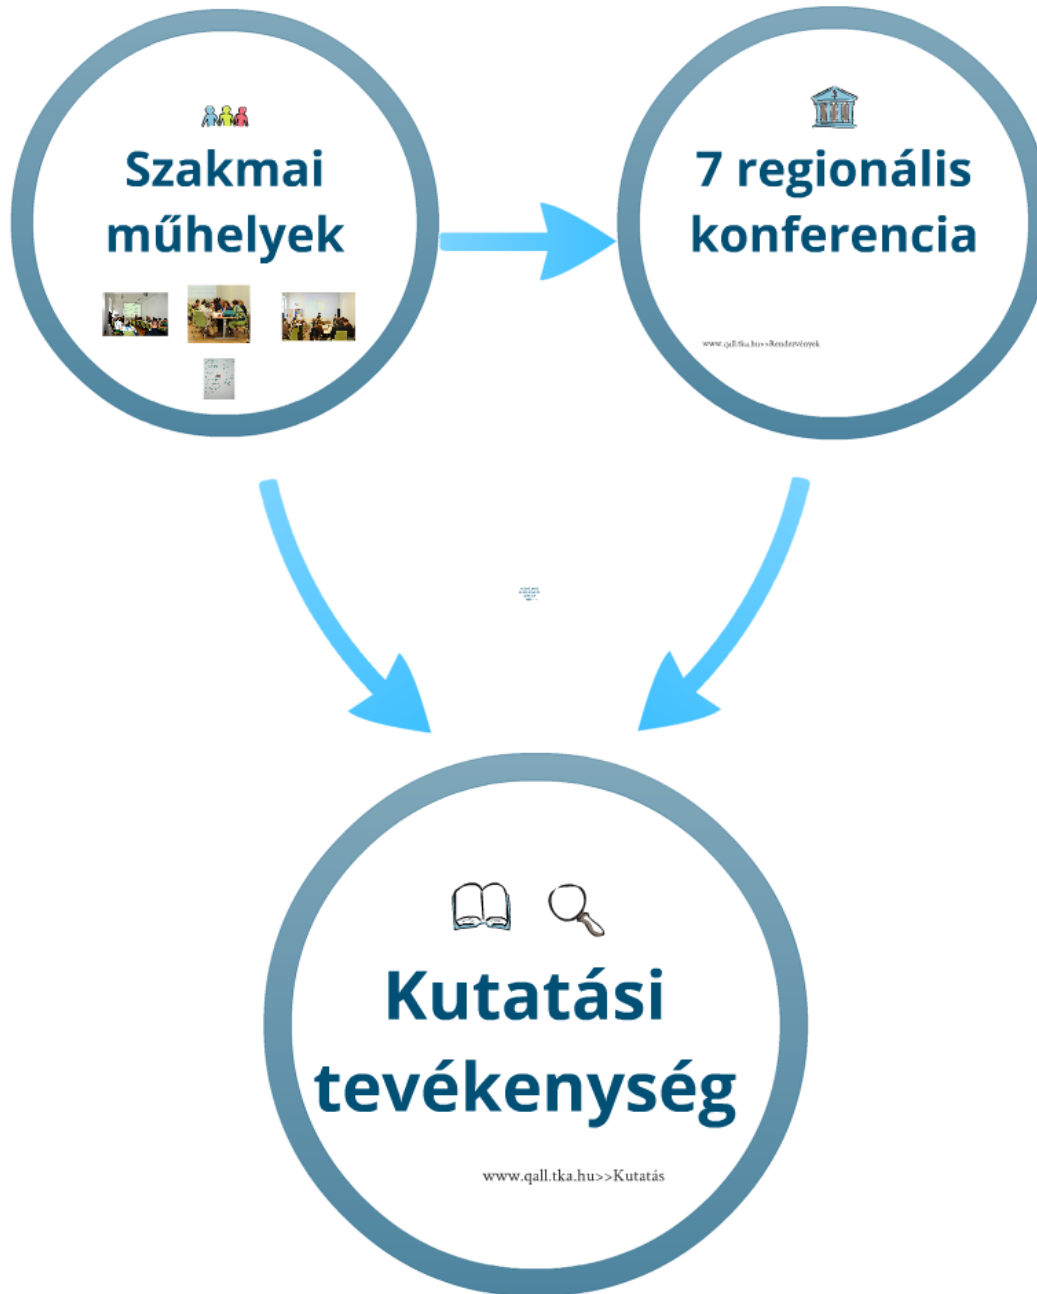 Szakmai
műhelyek
7 regionális
konferencia
www.qall.tka.hu>>Rendezvények
Kutatási
tevékenység
www.qall.tka.hu>>Kutatás